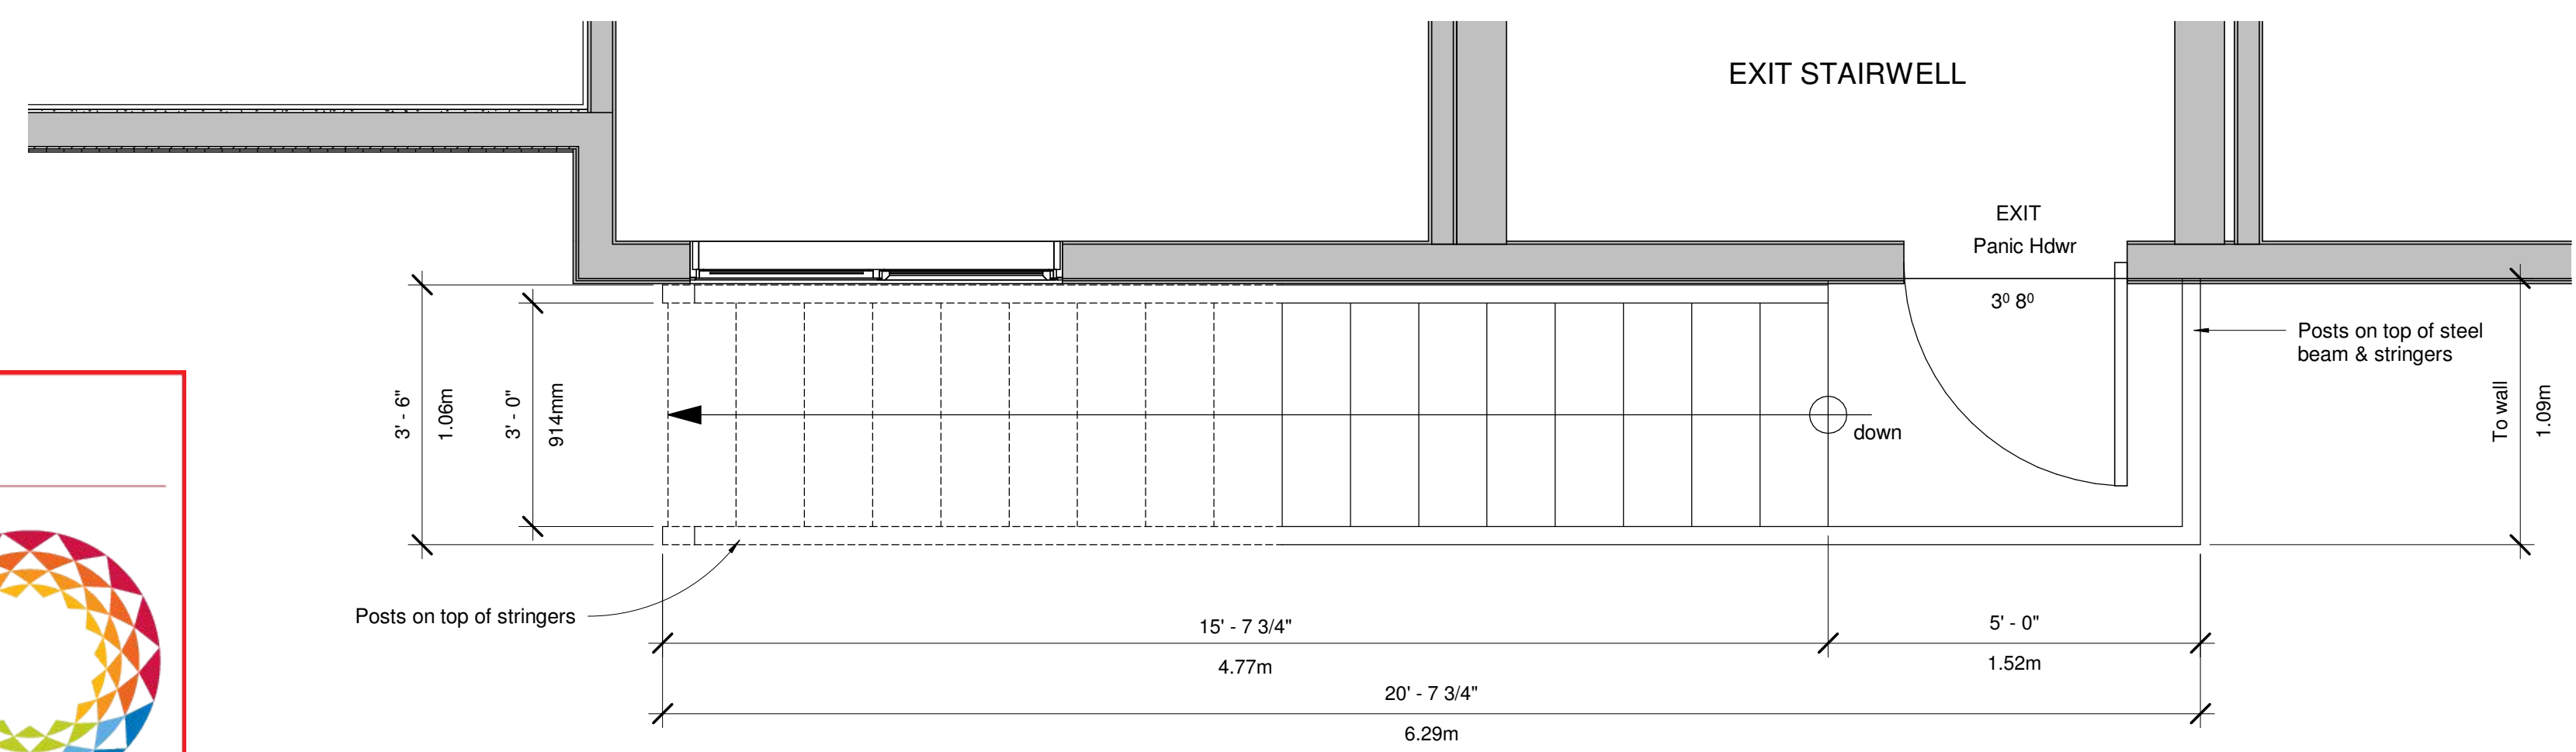 EXIT STAIRWELL
EXIT
Panic Hdwr
3⁰ 8⁰
Posts on top of steel
beam & stringers
3' - 6"
1.06m
3' - 0"
914mm
To wall
1.09m
down
Posts on top of stringers
15' - 7 3/4"
4.77m
5' - 0"
1.52m
20' - 7 3/4"
6.29m